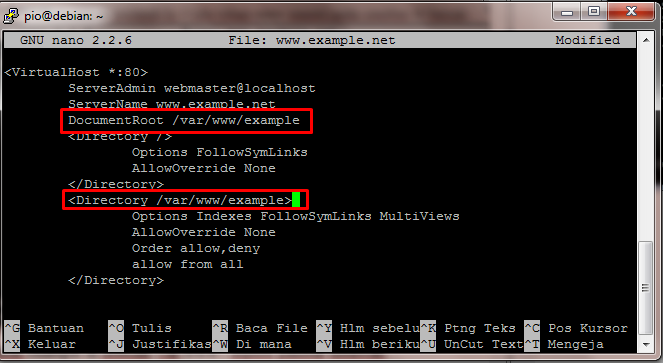 pio@debian: ~
GNU nano 2.2.6 File: www.example.net Modified
<VirtualHost *:80>
ServerAdmin webmaster@localhost
ServerName www.example.net
DocumentRoot /var/www/example
<Directory />
Options FollowSymLinks
AllowOverride None
</Directory>
<Directory /var/www/example>
Options Indexes FollowSymLinks MultiViews
AllowOverride None
Order allow,deny
allow from all
</Directory>
^G Bantuan ^O Tulis ^R Baca File ^Y Hlm sebelu ^K Ptng Teks ^C Pos Kursor
^X Keluar ^J Justifikas ^W Di mana ^V Hlm beriku ^U UnCut Text ^T Mengeja